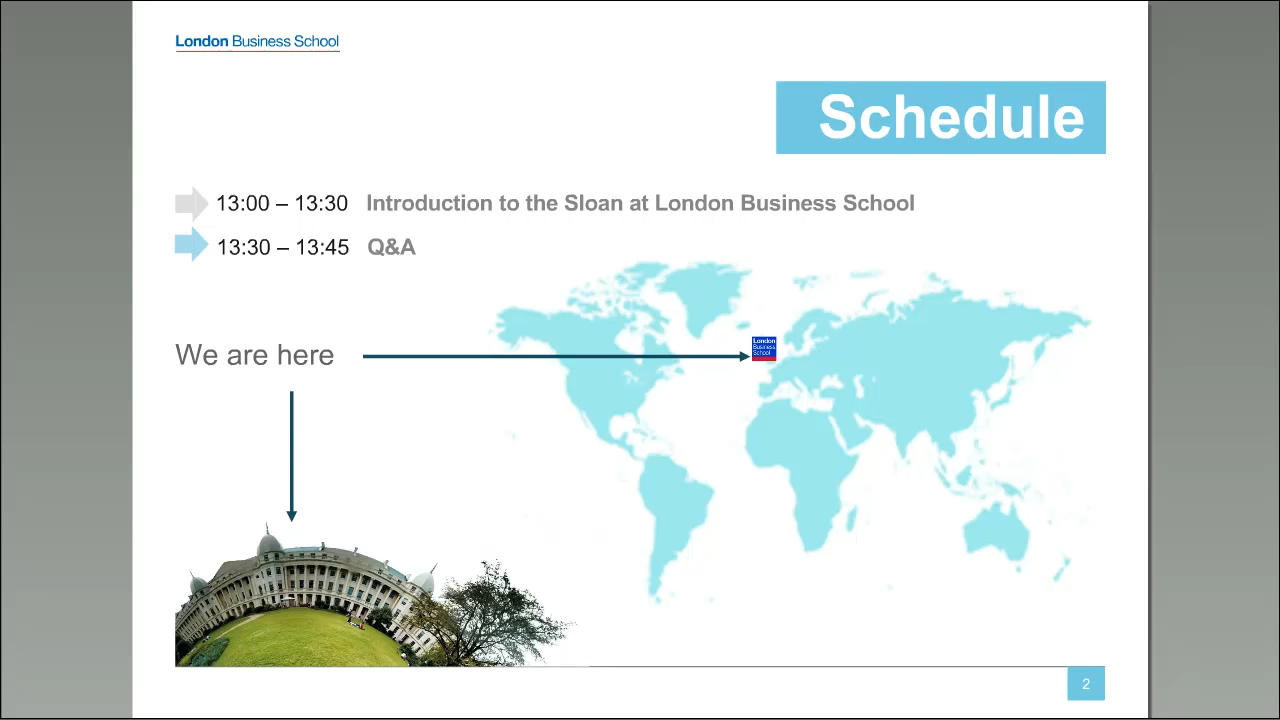 London Business School
Schedule
13:00 – 13:30 Introduction to the Sloan at London Business School
13:30 – 13:45 Q&A
We are here
London
Business
School
2